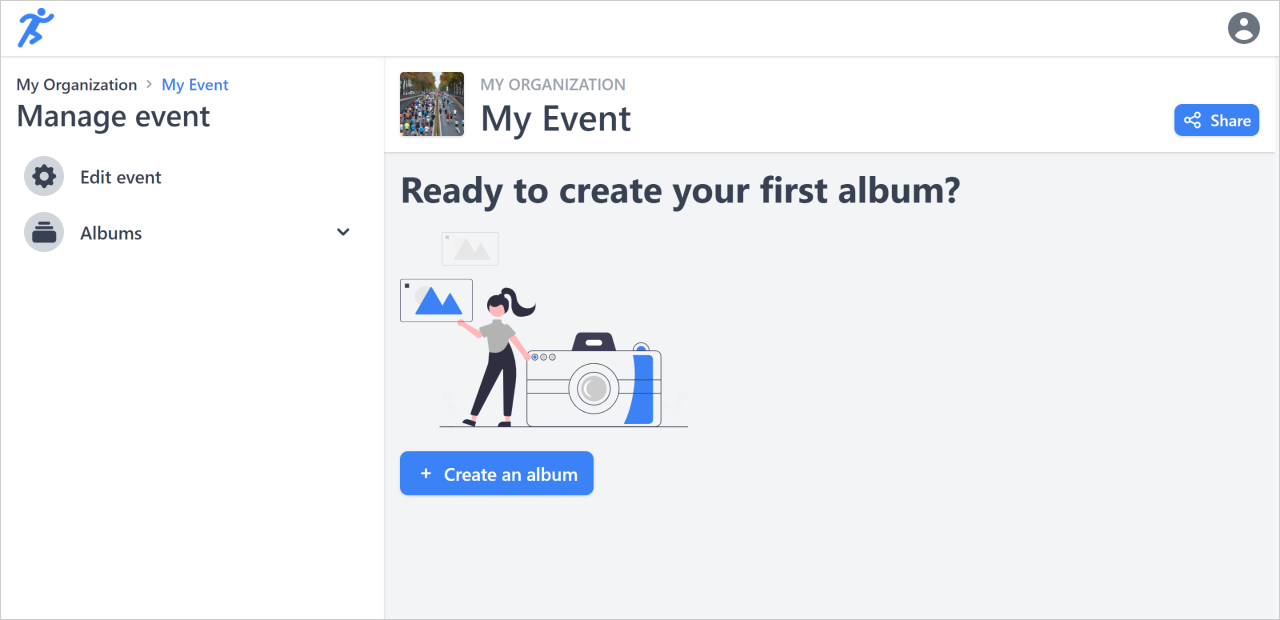 My Organization > My Event
Manage event
Edit event
Albums
MY ORGANIZATION
My Event
Share
Ready to create your first album?
+ Create an album